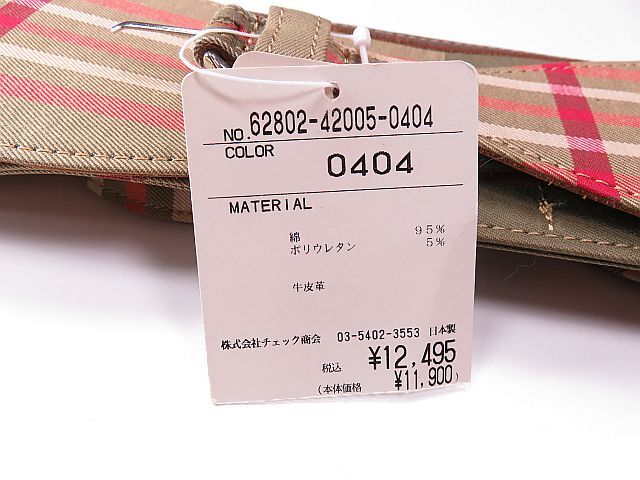 NO.62802-42005-0404
COLOR
0404
MATERIAL
綿 95%
ポリウレタン 5%
牛皮革
株式会社チェック商会 03-5402-3553 日本製
税込 ¥12,495
(本体価格 ¥11,900)